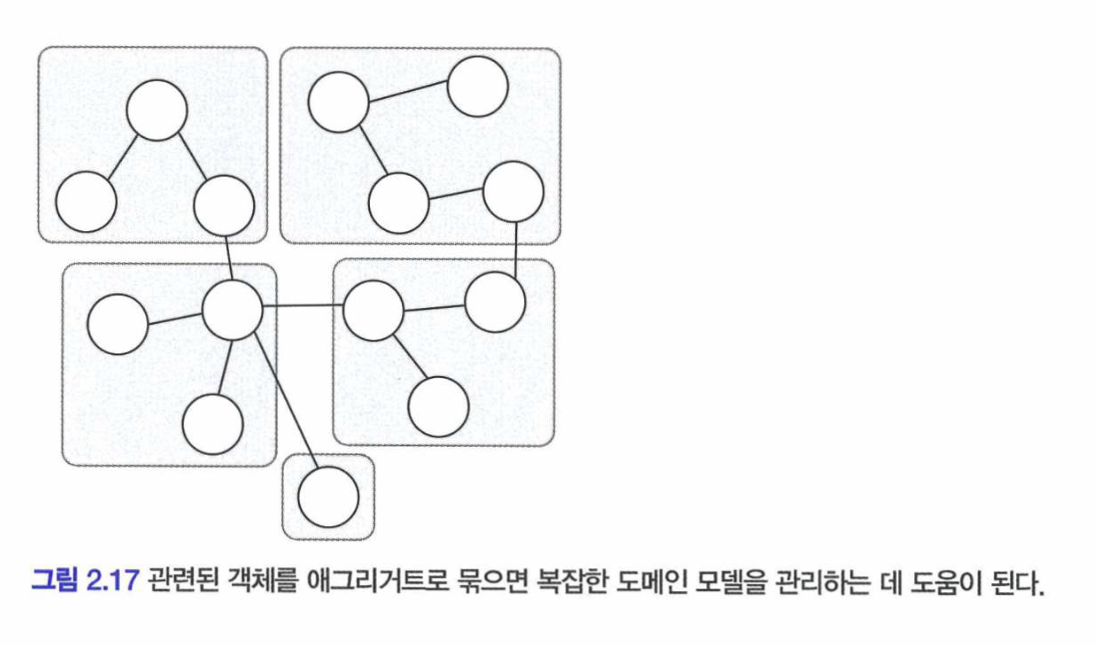 그림 2.17 관련된 객체를 애그리거트로 묶으면 복잡한 도메인 모델을 관리하는 데 도움이 된다.